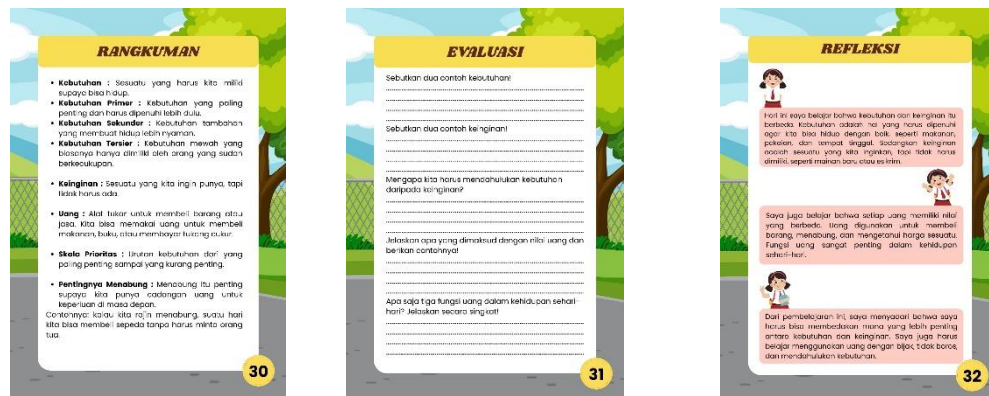 RANGKUMAN
• Kebutuhan : Sesuatu yang harus kita miliki
supaya bisa hidup.
• Kebutuhan Primer : Kebutuhan yang paling
penting dan harus dipenuhi lebih dulu.
• Kebutuhan Sekunder : Kebutuhan tambahan
yang membuat hidup lebih nyaman.
• Kebutuhan Tersier : Kebutuhan mewah yang
biasanya hanya dimiliki oleh orang yang sudah
berkecukupan.
• Keinginan : Sesuatu yang kita ingin punya, tapi
tidak harus ada.
• Uang : Alat tukar untuk membeli barang atau
jasa. Kita bisa memakai uang untuk membeli
makanan, buku, atau membayar tukang cukur.
• Skala Prioritas : Urutan kebutuhan dari yang
paling penting sampai yang kurang penting.
• Pentingnya Menabung : Menabung itu penting
supaya kita punya cadangan uang untuk
keperluan di masa depan.
Contohnya: kalau kita rajin menabung, suatu hari
kita bisa membeli sepeda tanpa harus minta orang
tua.
30
EVALUASI
Sebutkan dua contoh kebutuhan!
Sebutkan dua contoh keinginan!
Mengapa kita harus mendahulukan kebutuhan
daripada keinginan?
Jelaskan apa yang dimaksud dengan nilai uang dan
berikan contohnya!
Apa saja tiga fungsi uang dalam kehidupan sehari-
hari? Jelaskan secara singkat!
31
REFLEKSI
Hari ini saya belajar bahwa kebutuhan dan keinginan itu
berbeda. Kebutuhan adalah hal yang harus dipenuhi
agar kita bisa hidup dengan baik, seperti makanan,
pakaian, dan tempat tinggal. Sedangkan keinginan
adalah sesuatu yang kita inginkan, tapi tidak harus
dimiliki, seperti mainan baru atau es krim.
Saya juga belajar bahwa setiap uang memiliki nilai
yang berbeda. Uang digunakan untuk membeli
barang, menabung, dan mengetahui harga sesuatu.
Fungsi uang sangat penting dalam kehidupan
sehari-hari.
Dari pembelajaran ini, saya menyadari bahwa saya
harus bisa membedakan mana yang lebih penting
antara kebutuhan dan keinginan. Saya juga harus
belajar menggunakan uang dengan bijak, tidak boros,
dan mendahulukan kebutuhan.
32